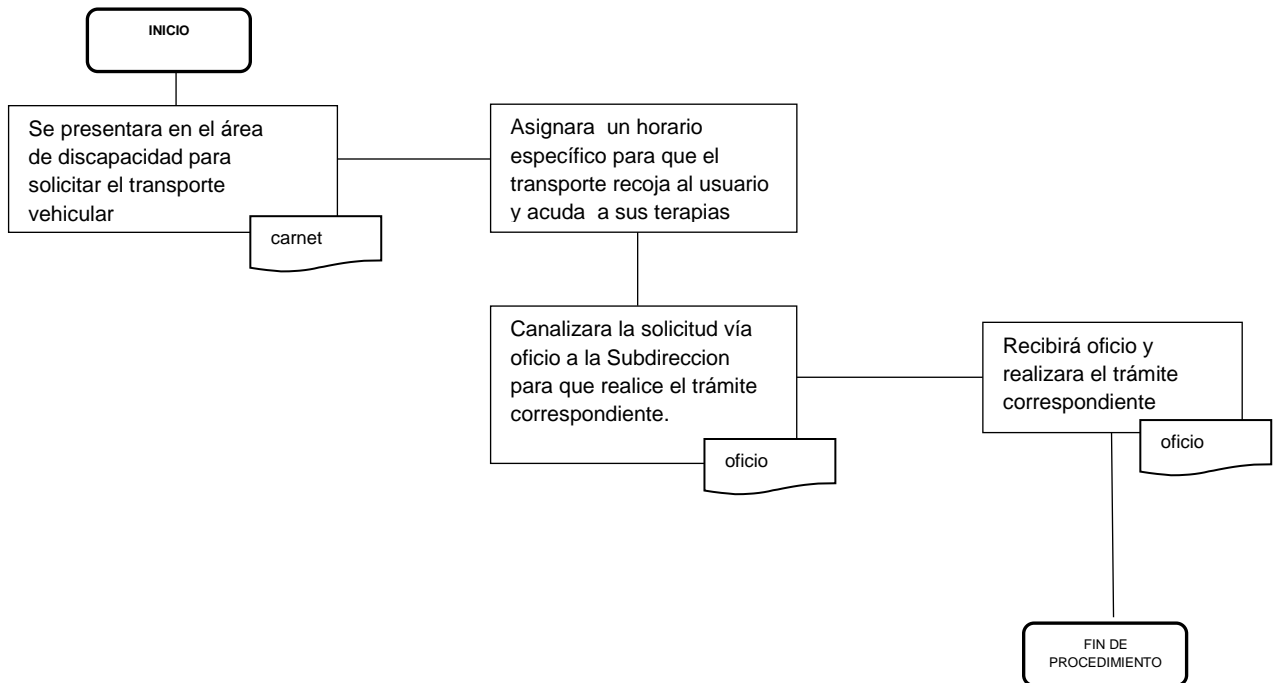 INICIO
Se presentara en el área
de discapacidad para
solicitar el transporte
vehicular
carnet
Asignara un horario
específico para que el
transporte recoja al usuario
y acuda a sus terapias
Canalizara la solicitud vía
oficio a la Subdireccion
para que realice el trámite
correspondiente.
oficio
Recibirá oficio y
realizara el trámite
correspondiente
oficio
FIN DE
PROCEDIMIENTO